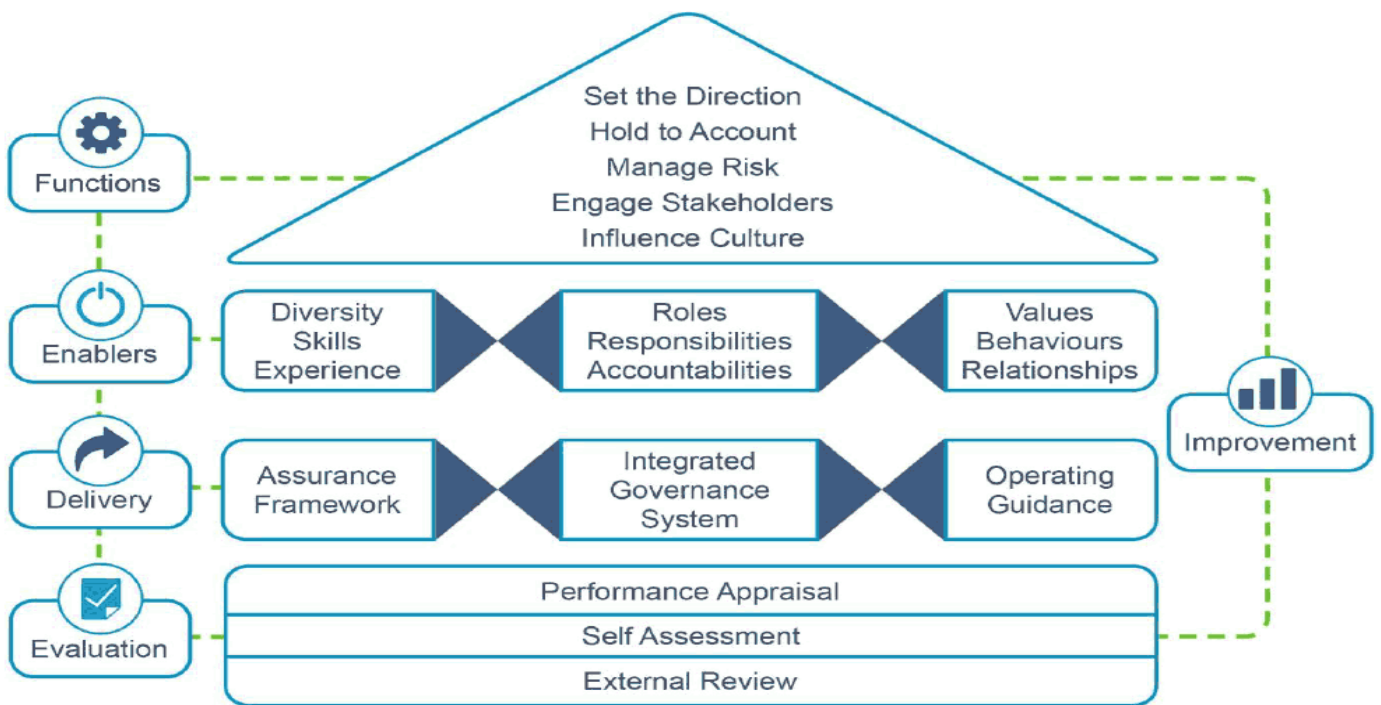 Set the Direction
Hold to Account
Manage Risk
Engage Stakeholders
Influence Culture
Functions
Enablers
Diversity
Skills
Experience
Roles
Responsibilities
Accountabilities
Values
Behaviours
Relationships
Delivery
Assurance
Framework
Integrated
Governance
System
Operating
Guidance
Improvement
Evaluation
Performance Appraisal
Self Assessment
External Review